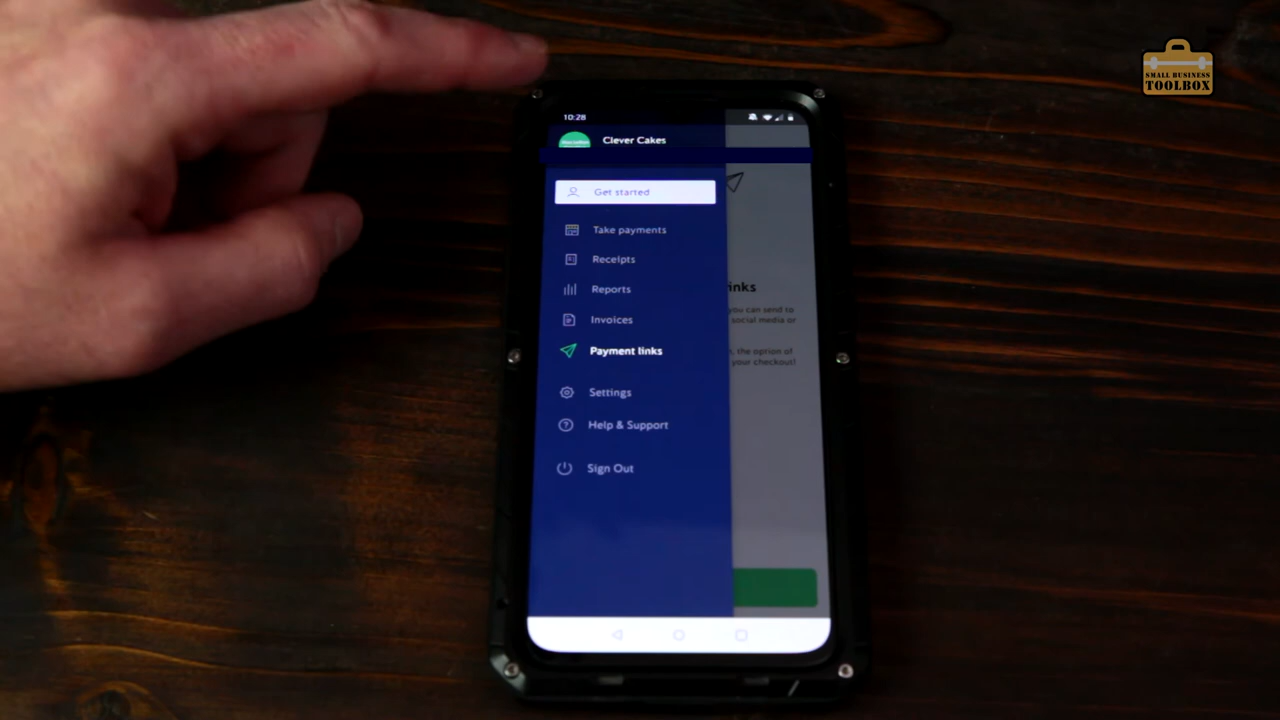 SMALL BUSINESS
TOOLBOX
10:28
Clever Cakes
Get started
Take payments
Receipts
Reports
Invoices
Payment links
Settings
Help & Support
Sign Out
inks
you can send to
social media or
, the option of
your checkout!